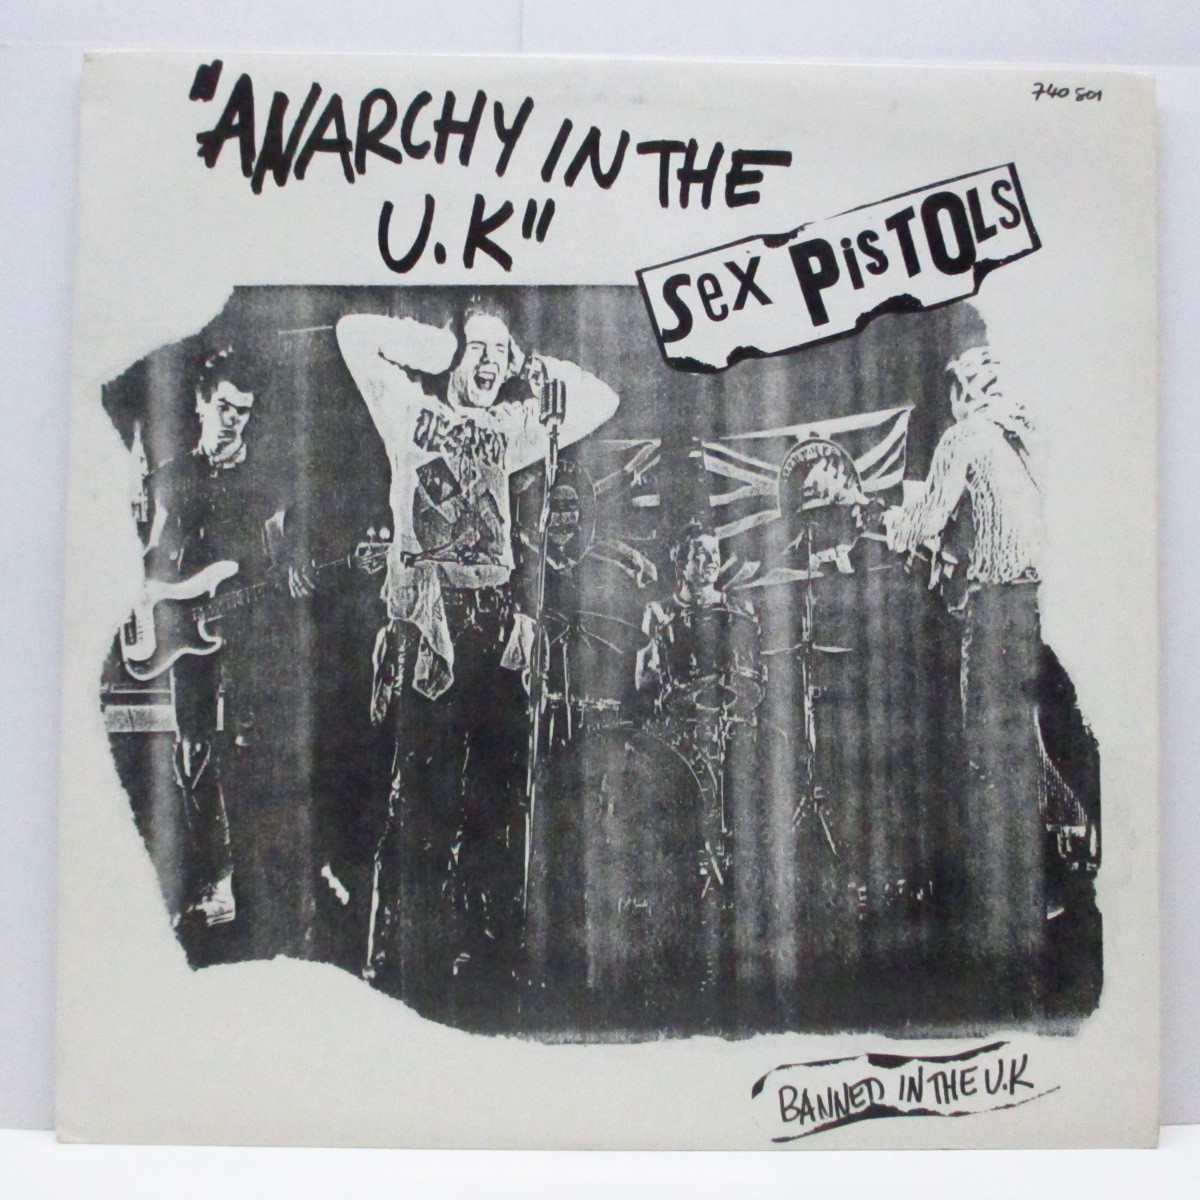 "ANARCHY IN THE
U.K"
740 501
Sex PisTOLS
BANNED IN THE U.K